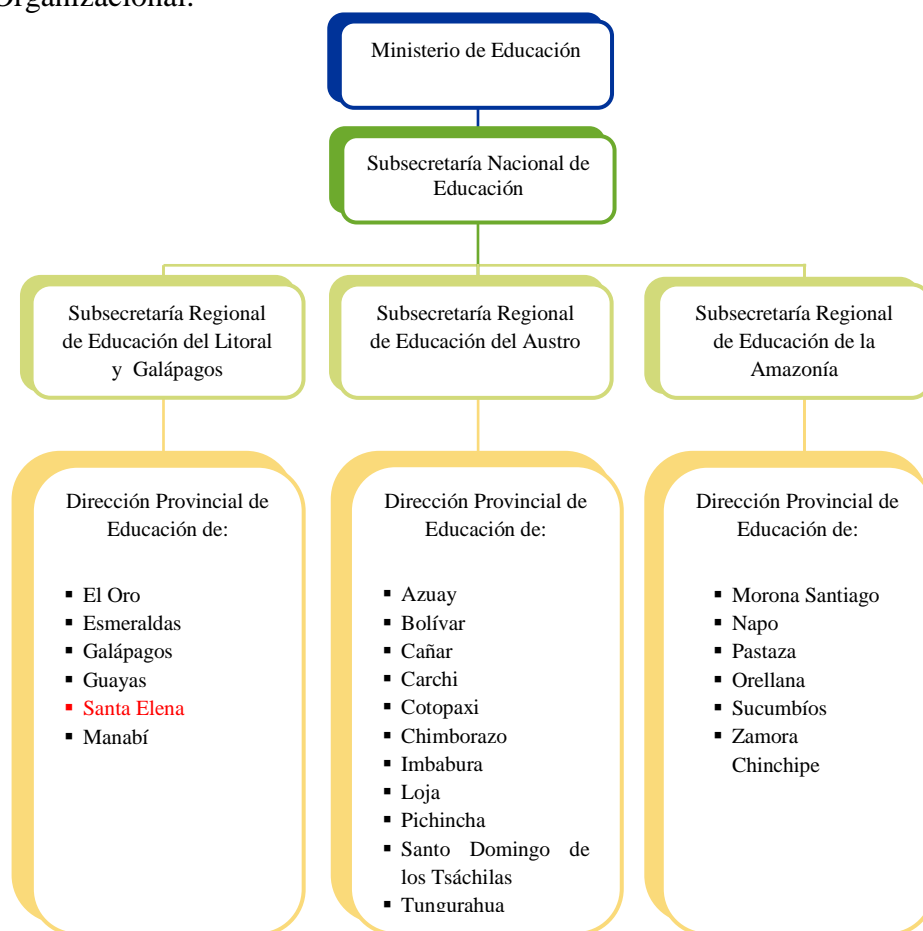 Organizacional:
Ministerio de Educación
Subsecretaría Nacional de
Educación
Subsecretaría Regional
de Educación del Litoral
y Galápagos
Subsecretaría Regional
de Educación del Austro
Subsecretaría Regional
de Educación de la
Amazonía
Dirección Provincial de
Educación de:
▪ El Oro
▪ Esmeraldas
▪ Galápagos
▪ Guayas
▪ Santa Elena
▪ Manabí
Dirección Provincial de
Educación de:
▪ Azuay
▪ Bolívar
▪ Cañar
▪ Carchi
▪ Cotopaxi
▪ Chimborazo
▪ Imbabura
▪ Loja
▪ Pichincha
▪ Santo Domingo de
los Tsáchilas
▪ Tungurahua
Dirección Provincial de
Educación de:
▪ Morona Santiago
▪ Napo
▪ Pastaza
▪ Orellana
▪ Sucumbíos
▪ Zamora
Chinchipe